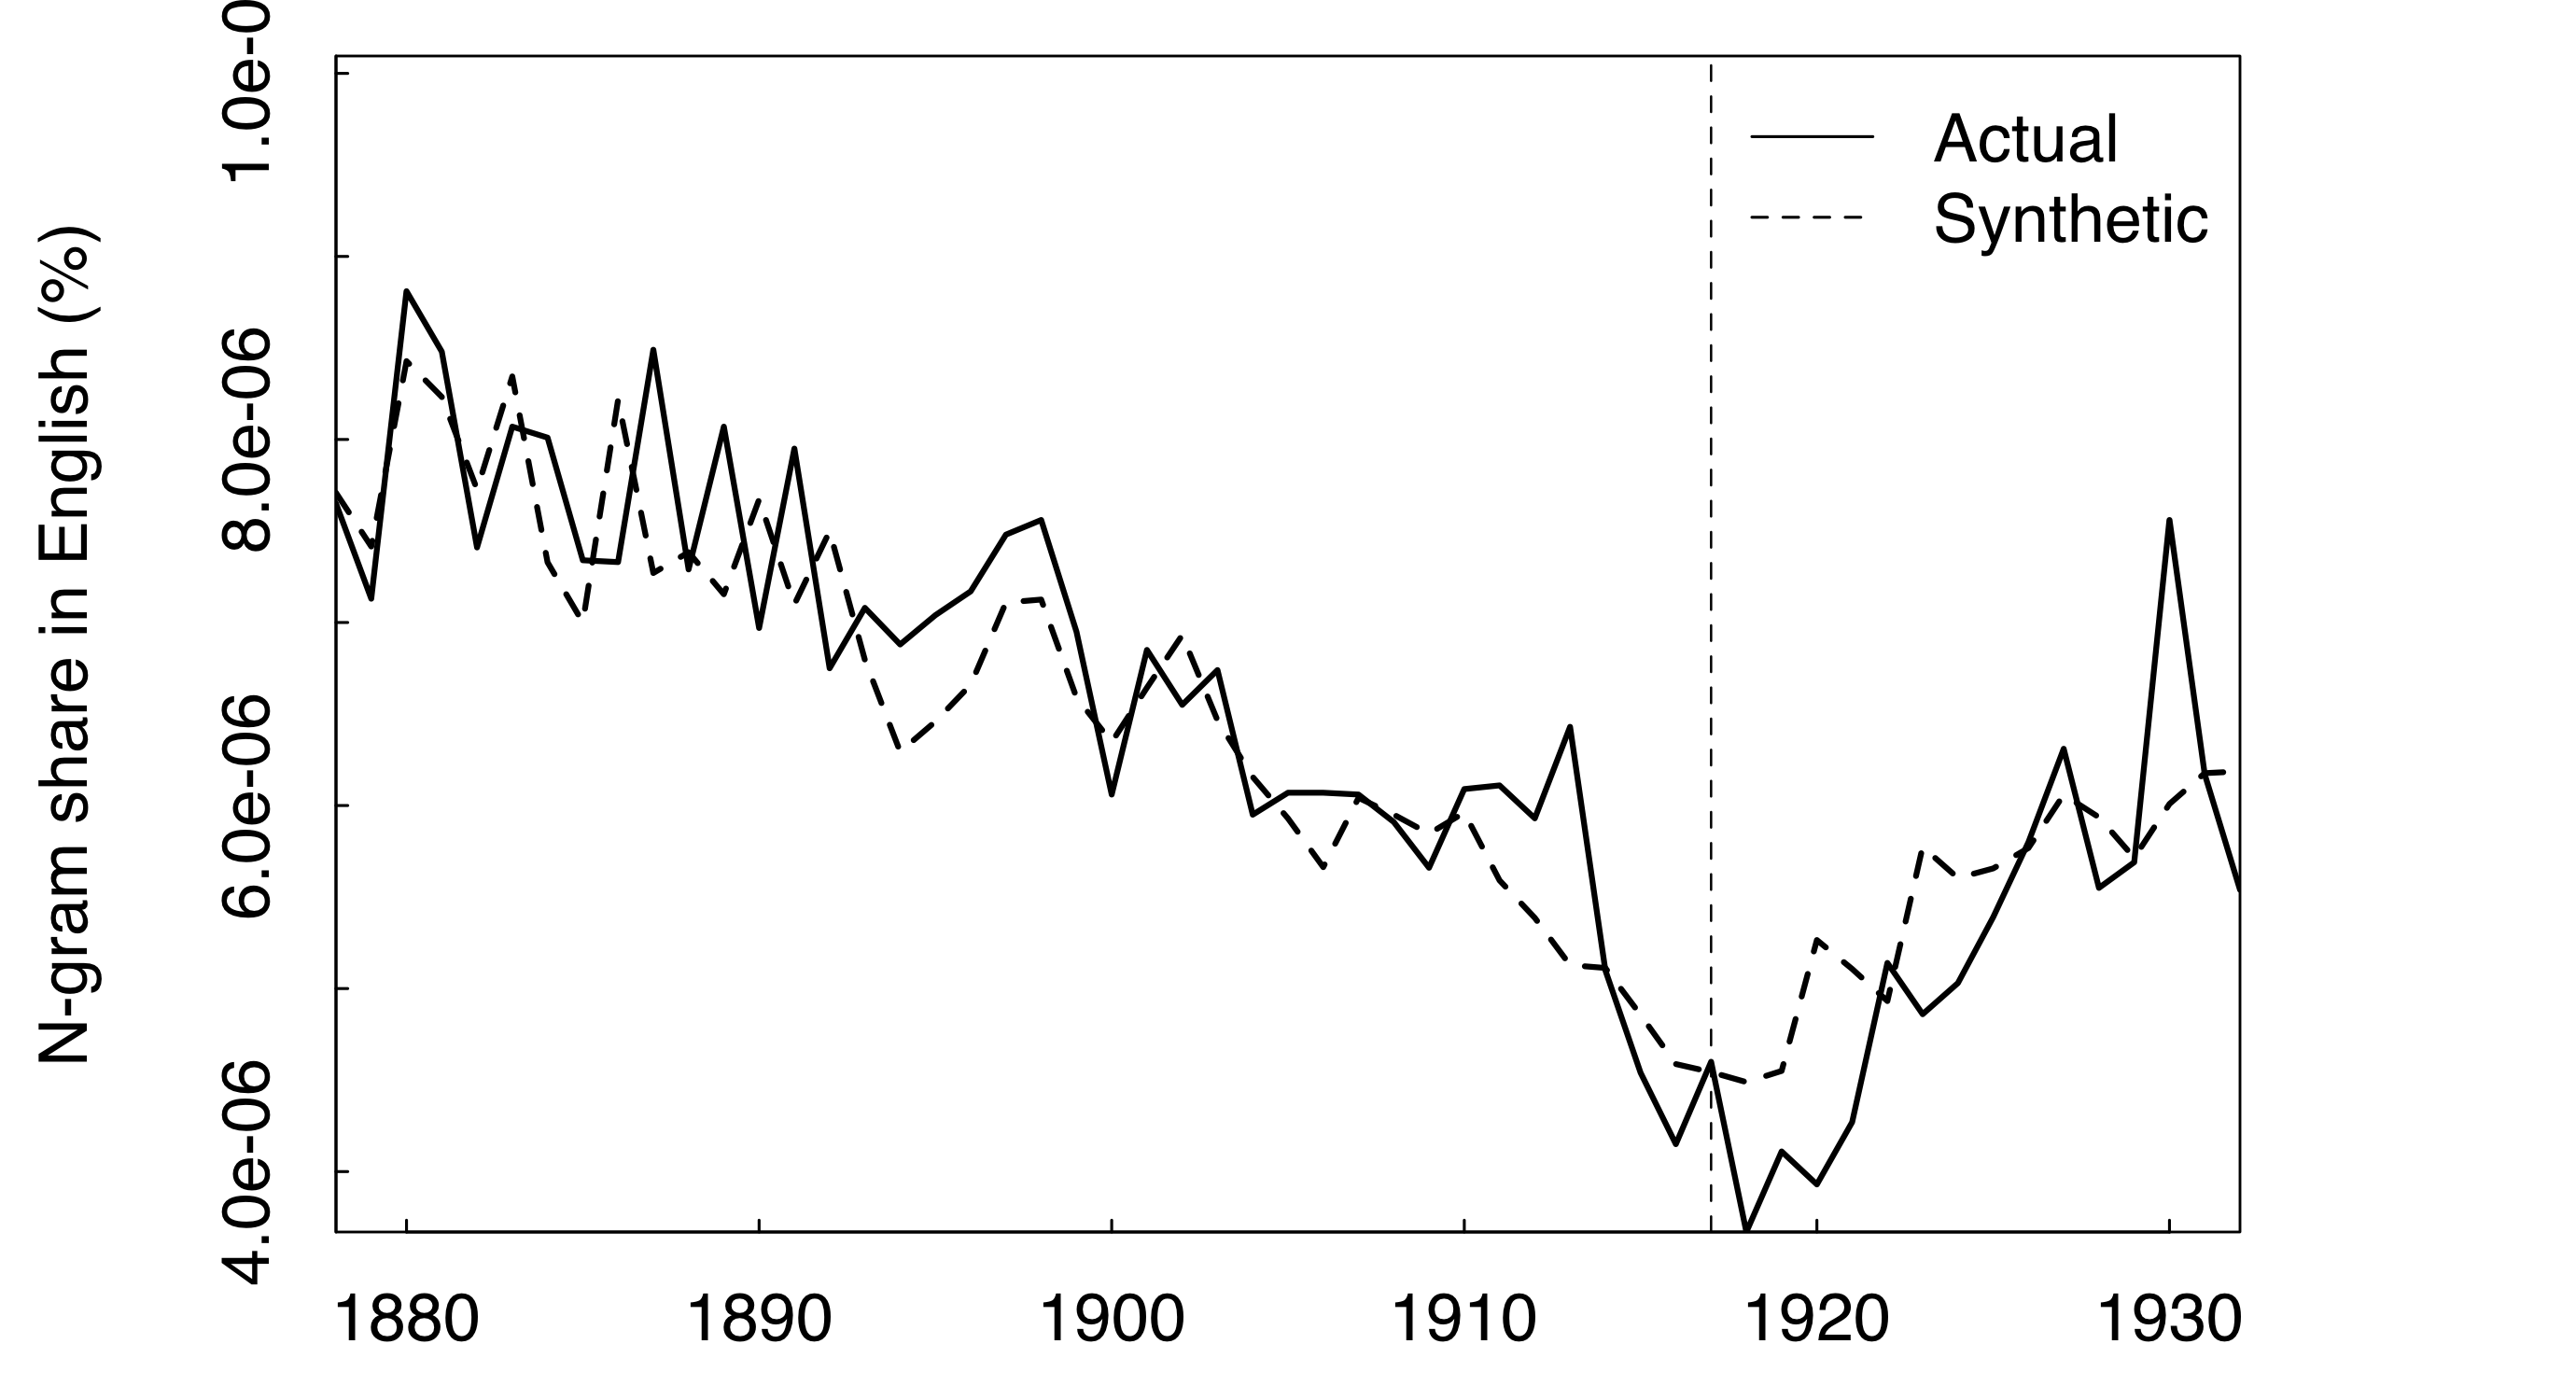 N-gram share in English (%)
1.0e-0
8.0e-06
6.0e-06
4.0e-06
Actual
Synthetic
1880 1890 1900 1910 1920 1930